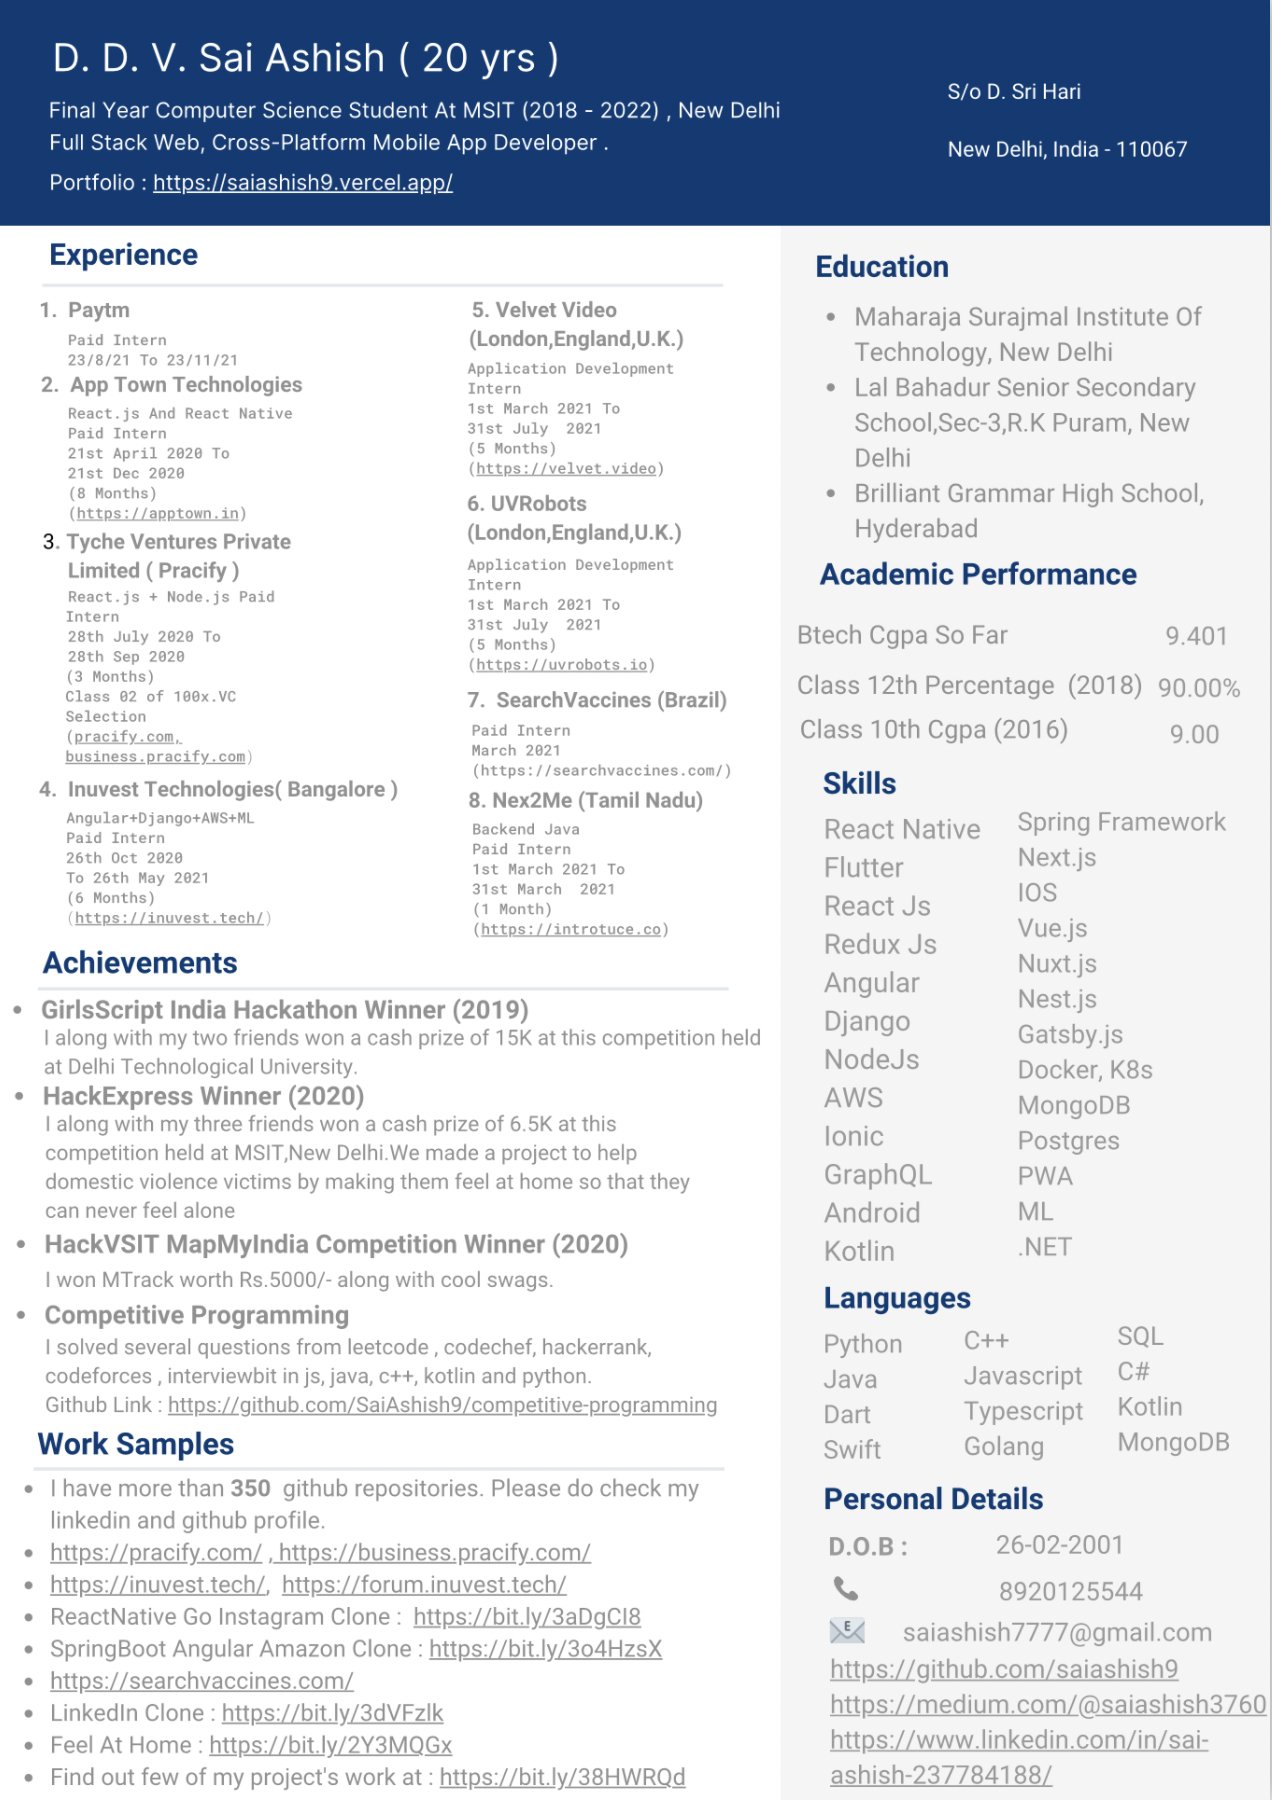 D. D. V. Sai Ashish ( 20 yrs )
Final Year Computer Science Student At MSIT (2018 - 2022) , New Delhi
Full Stack Web, Cross-Platform Mobile App Developer .
Portfolio : https://saiashish9.vercel.app/
S/o D. Sri Hari
New Delhi, India - 110067
Experience
1. Paytm
Paid Intern
23/8/21 To 23/11/21
2. App Town Technologies
React.js And React Native
Paid Intern
21st April 2020 To
21st Dec 2020
(8 Months)
(https://apptown.in)
3. Tyche Ventures Private
Limited ( Pracify )
React.js + Node.js Paid
Intern
28th July 2020 To
28th Sep 2020
(3 Months)
Class 02 of 100x.VC
Selection
(pracify.com,
business.pracify.com)
4. Inuvest Technologies( Bangalore )
Angular+Django+AWS+ML
Paid Intern
26th Oct 2020
To 26th May 2021
(6 Months)
(https://inuvest.tech/)
5. Velvet Video
(London,England,U.K.)
Application Development
Intern
1st March 2021 To
31st July 2021
(5 Months)
(https://velvet.video)
6. UVRobots
(London,England,U.K.)
Application Development
Intern
1st March 2021 To
31st July 2021
(5 Months)
(https://uvrobots.io)
7. SearchVaccines (Brazil)
Paid Intern
March 2021
(https://searchvaccines.com/)
8. Nex2Me (Tamil Nadu)
Backend Java
Paid Intern
1st March 2021 To
31st March 2021
(1 Month)
(https://introtuce.co)
Achievements
• GirlsScript India Hackathon Winner (2019)
I along with my two friends won a cash prize of 15K at this competition held
at Delhi Technological University.
• HackExpress Winner (2020)
I along with my three friends won a cash prize of 6.5K at this
competition held at MSIT,New Delhi.We made a project to help
domestic violence victims by making them feel at home so that they
can never feel alone
• HackVSIT MapMyIndia Competition Winner (2020)
I won MTrack worth Rs.5000/- along with cool swags.
• Competitive Programming
I solved several questions from leetcode , codechef, hackerrank,
codeforces , interviewbit in js, java, c++, kotlin and python.
Github Link : https://github.com/SaiAshish9/competitive-programming
Work Samples
• I have more than 350 github repositories. Please do check my
linkedin and github profile.
• https://pracify.com/ , https://business.pracify.com/
• https://inuvest.tech/, https://forum.inuvest.tech/
• ReactNative Go Instagram Clone : https://bit.ly/3aDgCI8
• SpringBoot Angular Amazon Clone : https://bit.ly/3o4HzsX
• https://searchvaccines.com/
• LinkedIn Clone : https://bit.ly/3dVFzlk
• Feel At Home : https://bit.ly/2Y3MQGx
• Find out few of my project's work at : https://bit.ly/38HWRQd
Education
• Maharaja Surajmal Institute Of
Technology, New Delhi
• Lal Bahadur Senior Secondary
School,Sec-3,R.K Puram, New
Delhi
• Brilliant Grammar High School,
Hyderabad
Academic Performance
Btech Cgpa So Far 9.401
Class 12th Percentage (2018) 90.00%
Class 10th Cgpa (2016) 9.00
Skills
React Native
Flutter
React Js
Redux Js
Angular
Django
NodeJs
AWS
Ionic
GraphQL
Android
Kotlin
Spring Framework
Next.js
IOS
Vue.js
Nuxt.js
Nest.js
Gatsby.js
Docker, K8s
MongoDB
Postgres
PWA
ML
.NET
Languages
Python
Java
Dart
Swift
C++
Javascript
Typescript
Golang
SQL
C#
Kotlin
MongoDB
Personal Details
D.O.B : 26-02-2001
8920125544
E saiashish7777@gmail.com
https://github.com/saiashish9
https://medium.com/@saiashish3760
https://www.linkedin.com/in/sai-
ashish-237784188/